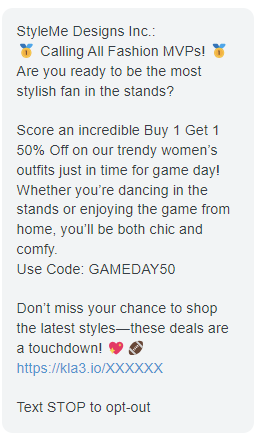 StyleMe Designs Inc.:
🏅 Calling All Fashion MVPs! 🏅
Are you ready to be the most
stylish fan in the stands?
Score an incredible Buy 1 Get 1
50% Off on our trendy women’s
outfits just in time for game day!
Whether you’re dancing in the
stands or enjoying the game from
home, you’ll be both chic and
comfy.
Use Code: GAMEDAY50
Don’t miss your chance to shop
the latest styles—these deals are
a touchdown! 💖 🏈
https://kla3.io/XXXXXX
Text STOP to opt-out